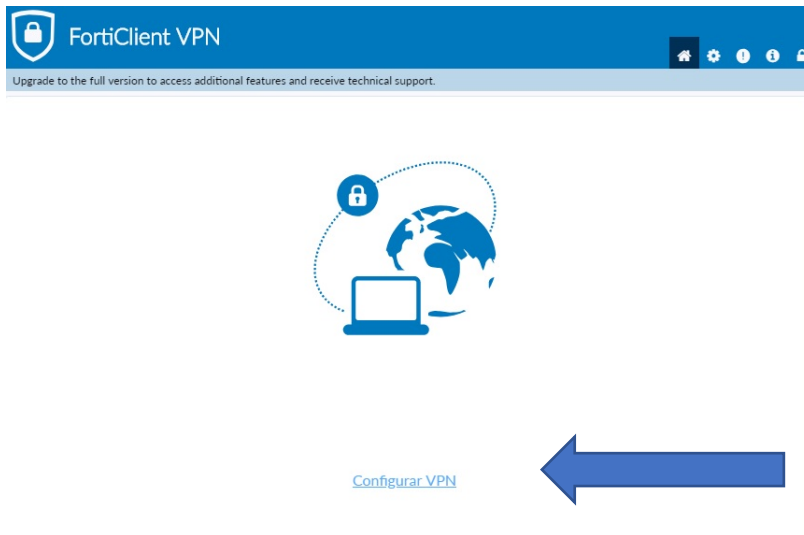 FortiClient VPN
Upgrade to the full version to access additional features and receive technical support.
Configurar VPN